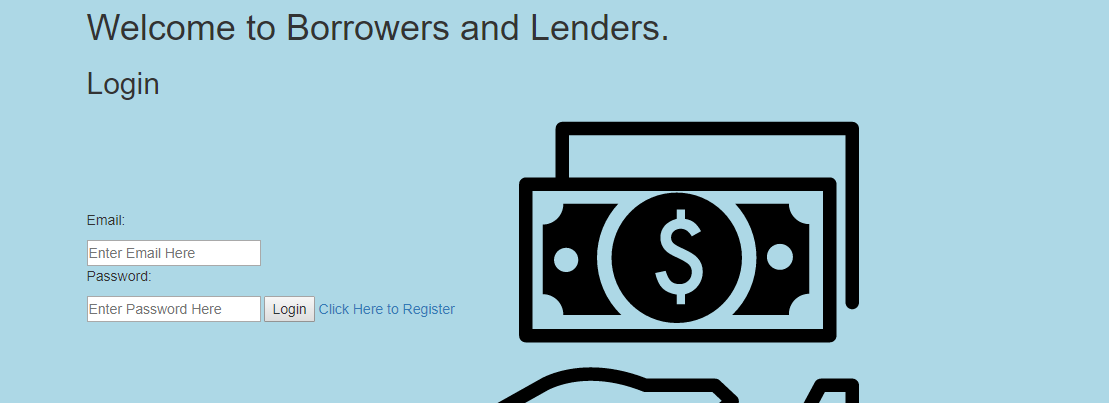 Welcome to Borrowers and Lenders.
Login
Email:
Enter Email Here
Password:
Enter Password Here Login Click Here to Register
$